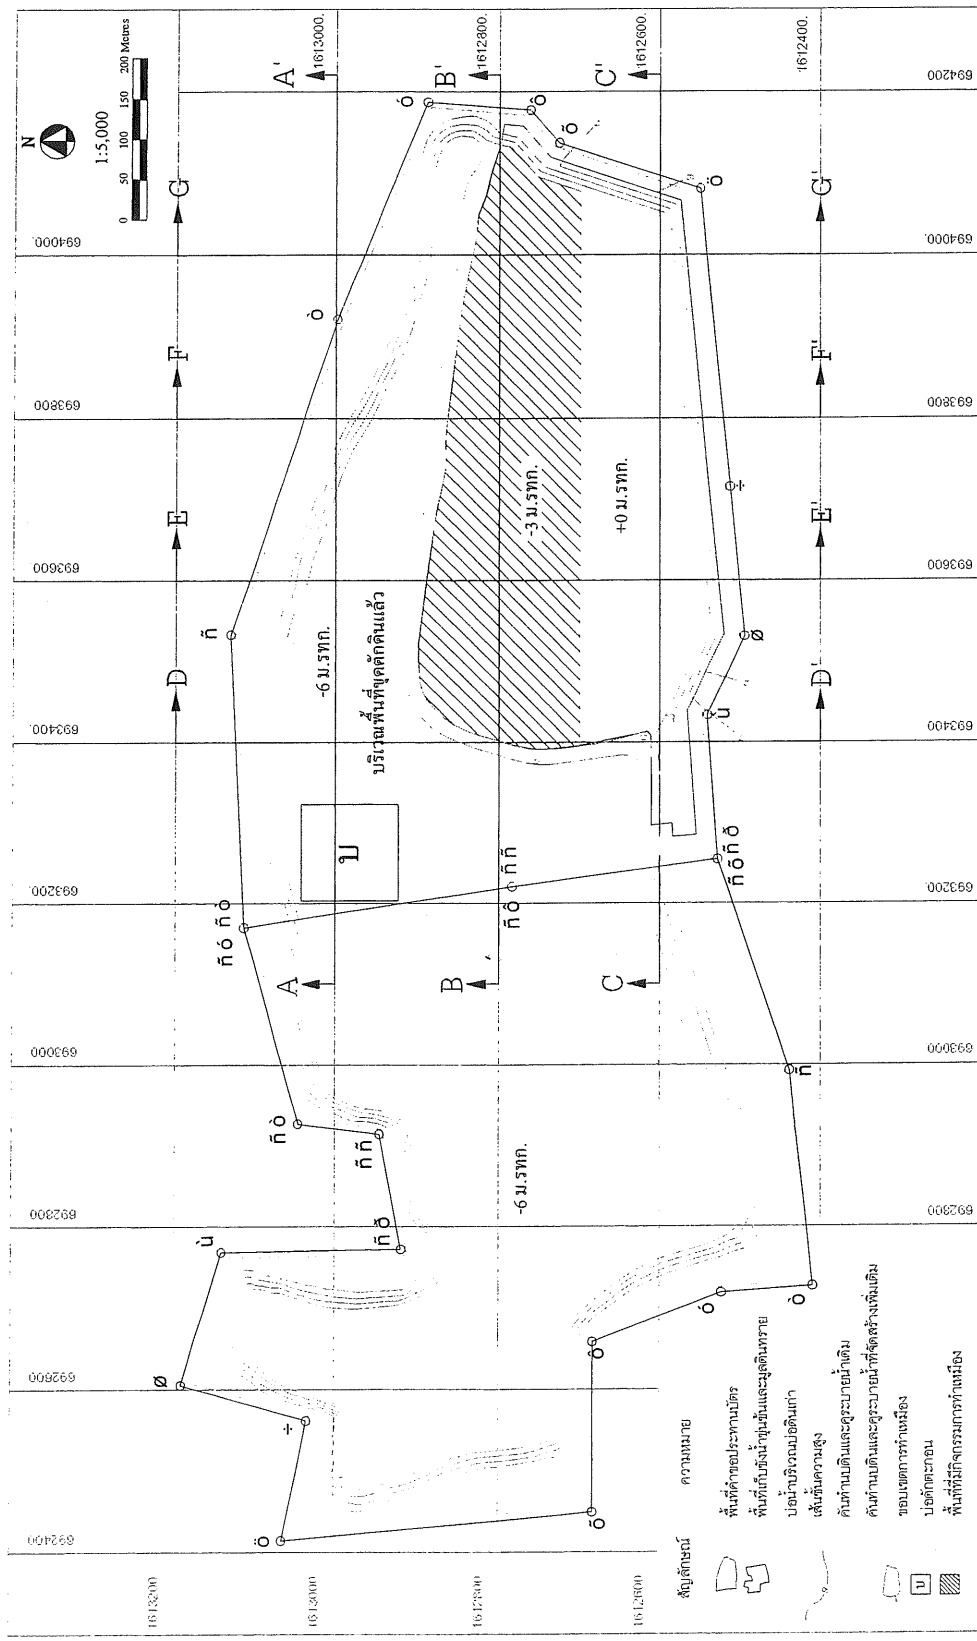 N
1:5,000
0 50 100 150 200 Metres
D E F G
A'
B'
C'
1613000.
1612800.
1612600.
1612400.
694200
694000.
693800
693600
693400
693200.
693000
692800
692600
692400
ñ
ò
ó
ô
õ
ö
÷
ø
ù
ñ ó ñ ò
ñ ô ñ ñ
ñ õ ñ ð
-6 ม.รทก.
บริเวณพื้นที่ขุดตักดินแล้ว
บ
-3 ม.รทก.
+0 ม.รทก.
A
B
C
D' E' F' G'
694000.
693800
693600
693400
693200.
693000
692800
ñ ò
ñ ñ
ñ ð
ù
ø
÷
ö
õ
ô
ó
ò
ñ
-6 ม.รทก.
1613200
1613000
1612800
1612600
สัญลักษณ์ ความหมาย
พื้นที่คำขอประทานบัตร
พื้นที่เก็บขังน้ำขุ่นข้นและมูลดินทราย
บ่อน้ำบริเวณบ่อดินเก่า
เส้นชั้นความสูง
คันทำนบดินและคูระบายน้ำเดิม
คันทำนบดินและคูระบายน้ำที่จัดสร้างเพิ่มเติม
ขอบเขตการทำเหมือง
บ บ่อดักตะกอน
พื้นที่ที่มีกิจกรรมการทำเหมือง